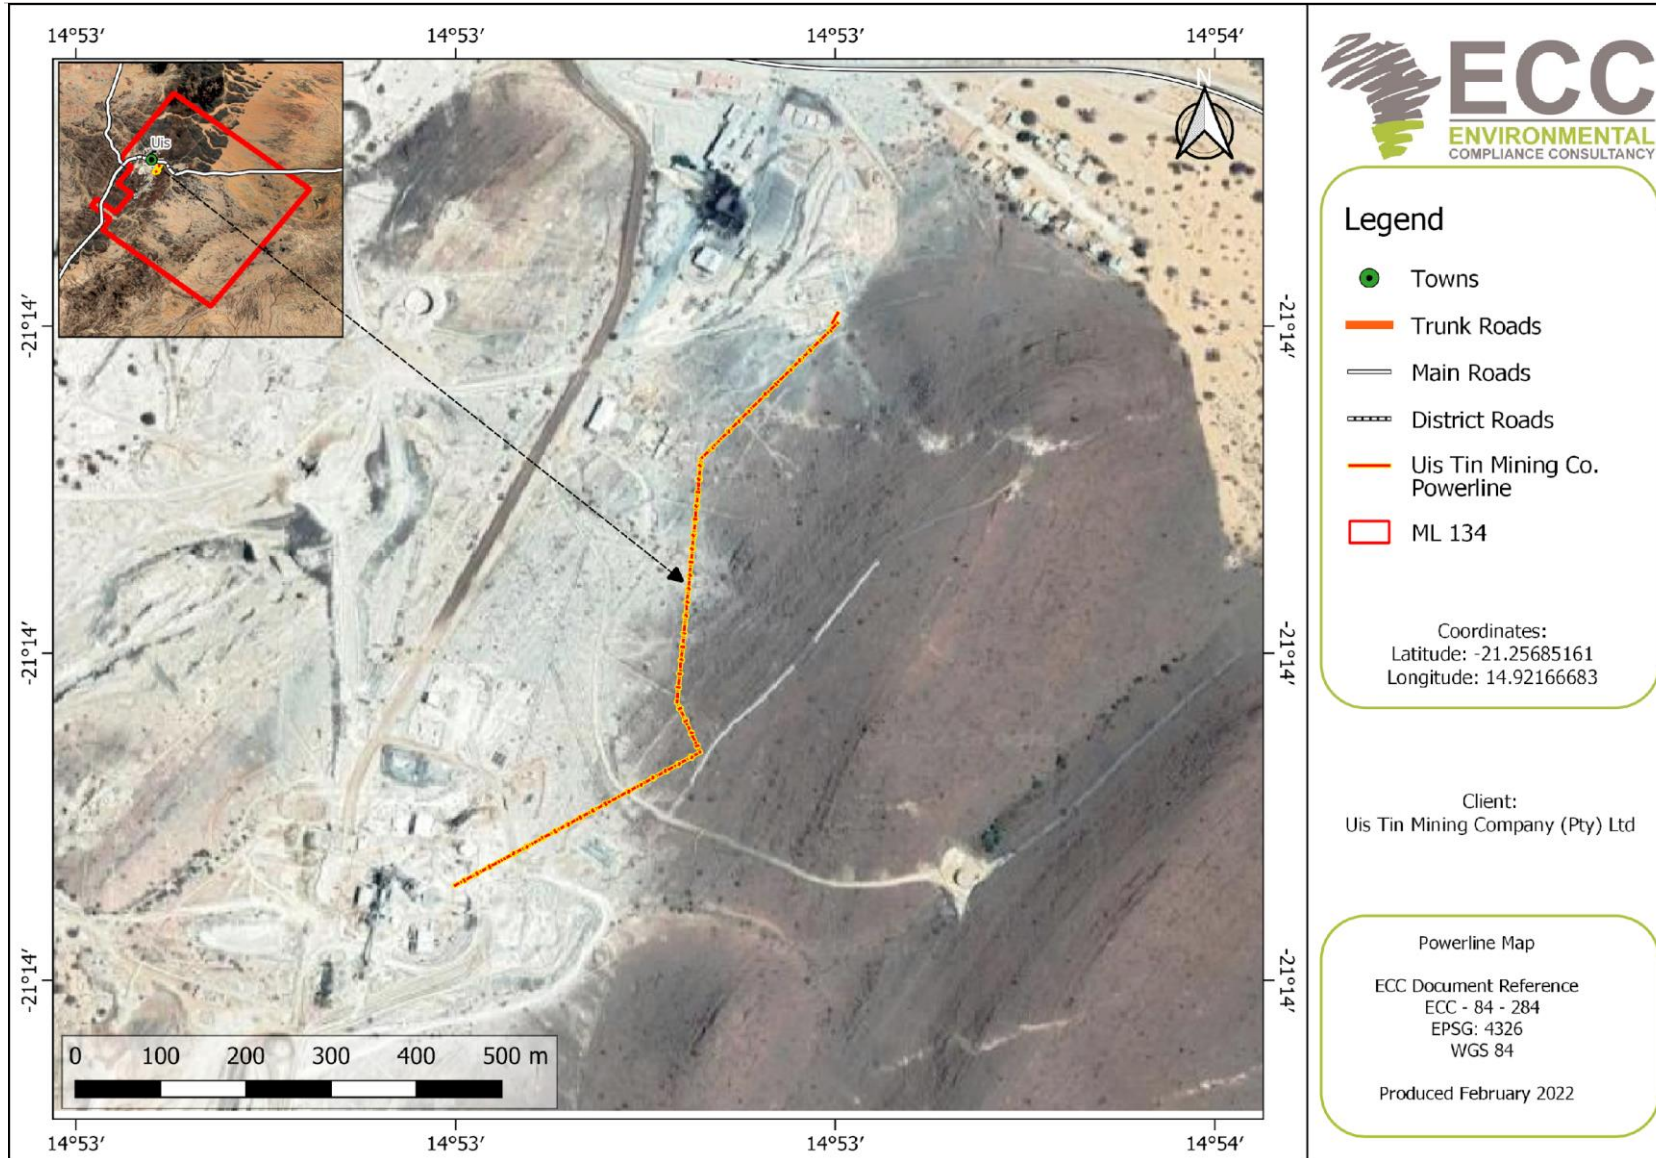 14°53′ 14°53′ 14°53′ 14°54′
Uis
N
-21°14′ -21°14′
-21°14′ -21°14′
-21°14′ -21°14′
0 100 200 300 400 500 m
14°53′ 14°53′ 14°53′ 14°54′
ECC
ENVIRONMENTAL
COMPLIANCE CONSULTANCY
Legend
Towns
Trunk Roads
Main Roads
District Roads
Uis Tin Mining Co.
Powerline
ML 134
Coordinates:
Latitude: -21.25685161
Longitude: 14.92166683
Client:
Uis Tin Mining Company (Pty) Ltd
Powerline Map
ECC Document Reference
ECC - 84 - 284
EPSG: 4326
WGS 84
Produced February 2022